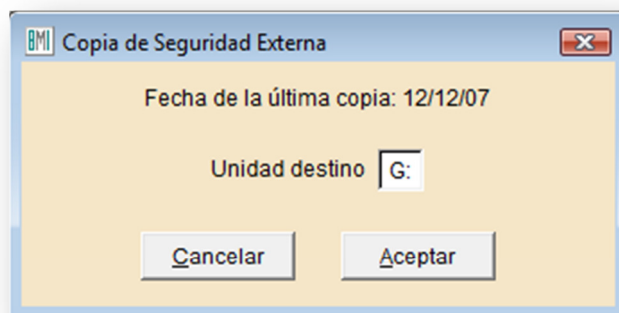 BMI Copia de Seguridad Externa
Fecha de la última copia: 12/12/07
Unidad destino G:
Cancelar Aceptar